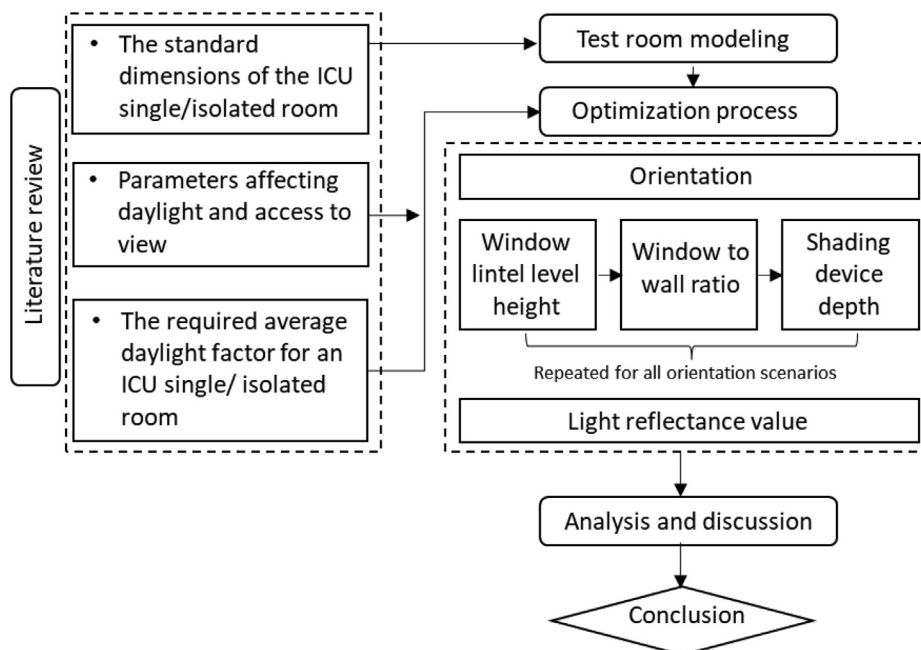 Literature review
• The standard
dimensions of the ICU
single/isolated room
• Parameters affecting
daylight and access to
view
• The required average
daylight factor for an
ICU single/ isolated
room
Test room modeling
Optimization process
Orientation
Window
lintel level
height
Window to
wall ratio
Shading
device
depth
Repeated for all orientation scenarios
Light reflectance value
Analysis and discussion
Conclusion